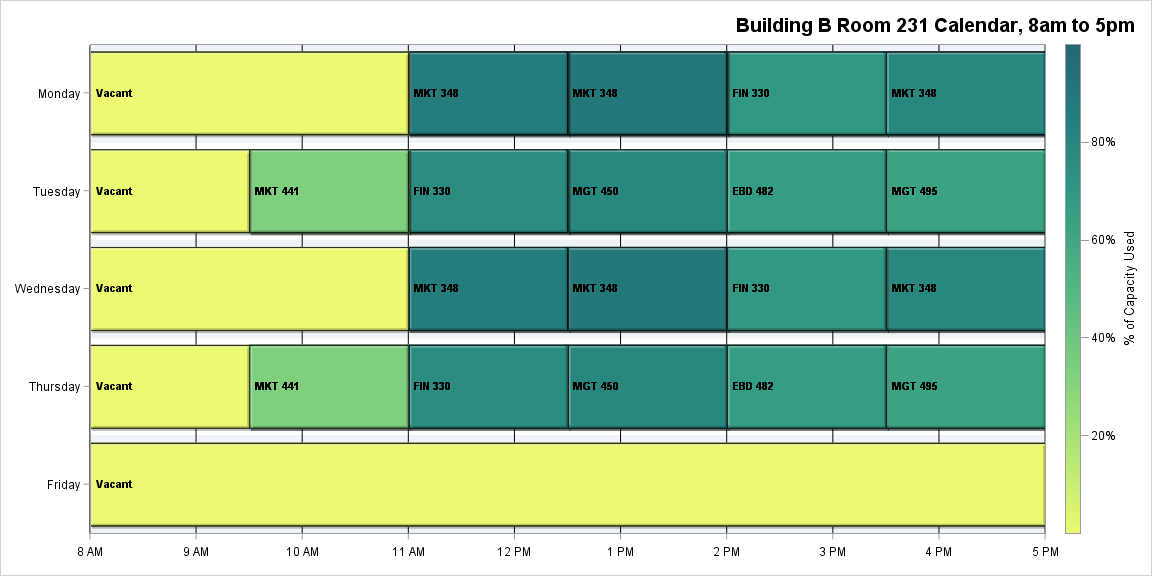 Building B Room 231 Calendar, 8am to 5pm
Monday
Vacant
MKT 348
MKT 348
FIN 330
MKT 348
Tuesday
Vacant
MKT 441
FIN 330
MGT 450
EBD 482
MGT 495
Wednesday
Vacant
MKT 348
MKT 348
FIN 330
MKT 348
Thursday
Vacant
MKT 441
FIN 330
MGT 450
EBD 482
MGT 495
Friday
Vacant
8 AM
9 AM
10 AM
11 AM
12 PM
1 PM
2 PM
3 PM
4 PM
5 PM
80%
60%
40%
20%
% of Capacity Used